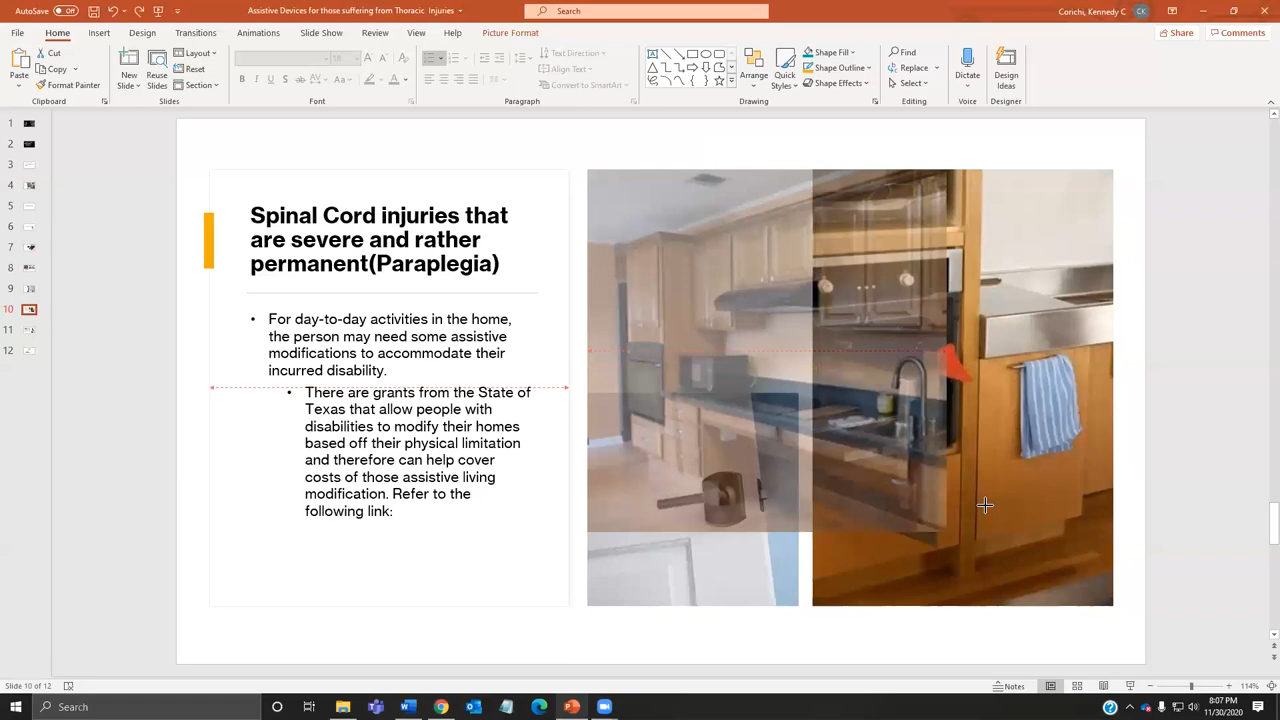 AutoSave Off
Assistive Devices for those suffering from Thoracic Injuries
Search
Corichi, Kennedy C
CK
File
Home
Insert
Design
Transitions
Animations
Slide Show
Review
View
Help
Picture Format
Share
Comments
Paste
Cut
Copy
Format Painter
Clipboard
New
Slide
Reuse
Slides
Layout
Reset
Section
Slides
18
Font
Text Direction
Align Text
Convert to SmartArt
Paragraph
Arrange
Quick
Styles
Shape Fill
Shape Outline
Shape Effects
Drawing
Find
Replace
Select
Editing
Dictate
Voice
Design
Ideas
Designer
1
2
3
4
5
6
7
8
9
10
11
12
Spinal Cord injuries that
are severe and rather
permanent(Paraplegia)
• For day-to-day activities in the home,
the person may need some assistive
modifications to accommodate their
incurred disability.
• There are grants from the State of
Texas that allow people with
disabilities to modify their homes
based off their physical limitation
and therefore can help cover
costs of those assistive living
modification. Refer to the
following link:
Slide 10 of 12
Notes
114%
Search
8:07 PM
11/30/2020